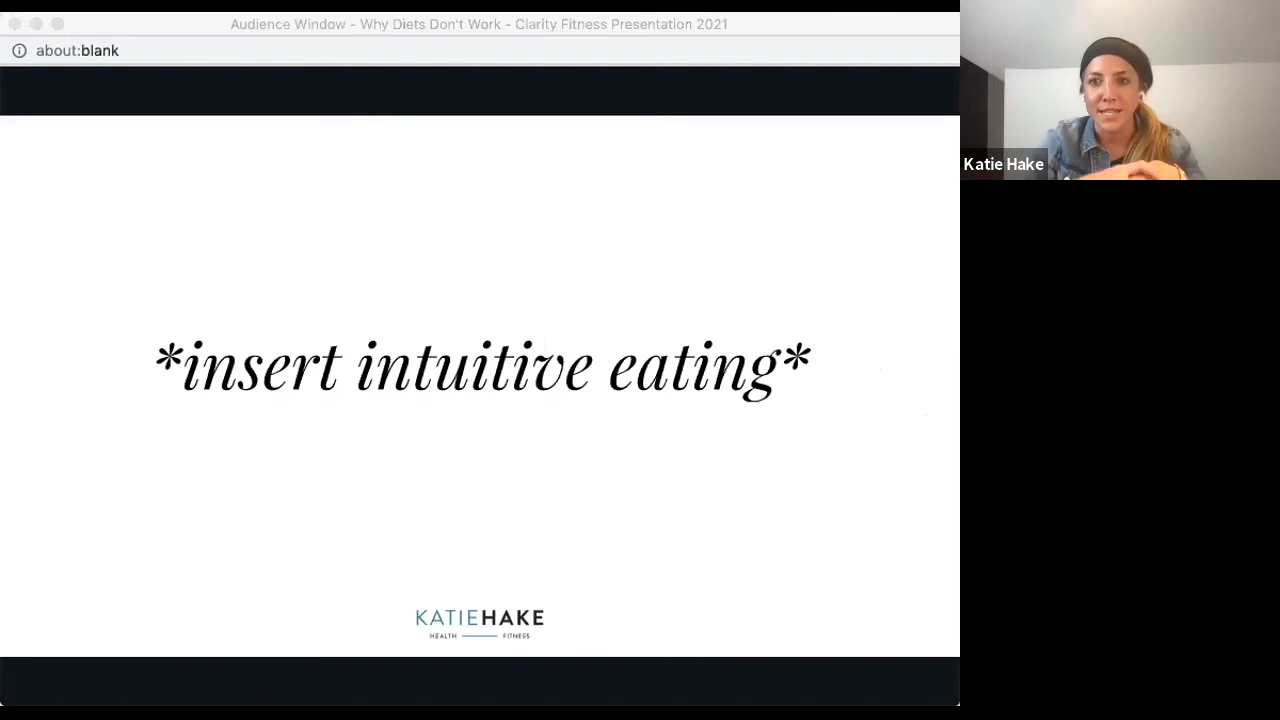 Audience Window - Why Diets Don't Work - Clarity Fitness Presentation 2021
about:blank
Katie Hake
*insert intuitive eating*
KATIEHAKE
HEALTH FITNESS